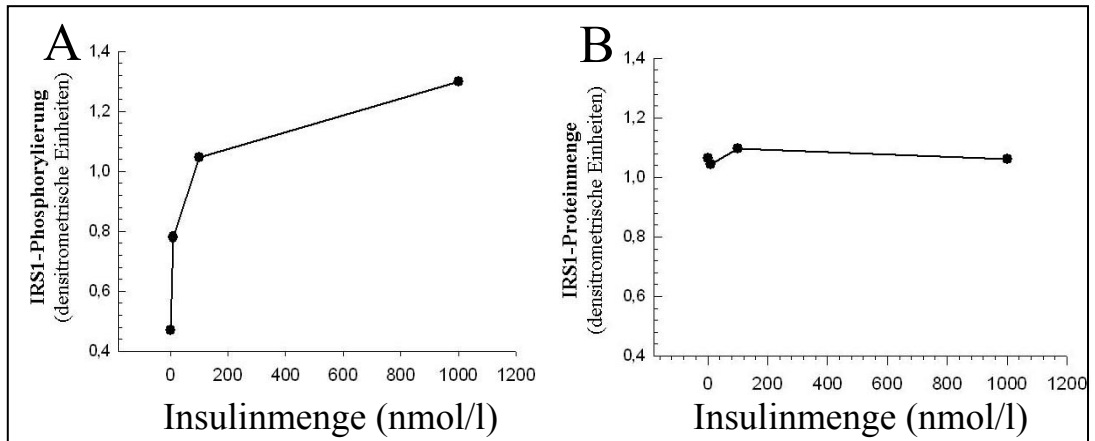 A
1,4
1,2
1,0
0,8
0,6
0,4
IRS1-Phosphorylierung
(densitrometrische Einheiten)
0 200 400 600 800 1000 1200
Insulinmenge (nmol/l)
B
1,4
1,2
1,0
0,8
0,6
0,4
IRS1-Proteinmenge
(densitrometrische Einheiten)
0 200 400 600 800 1000 1200
Insulinmenge (nmol/l)